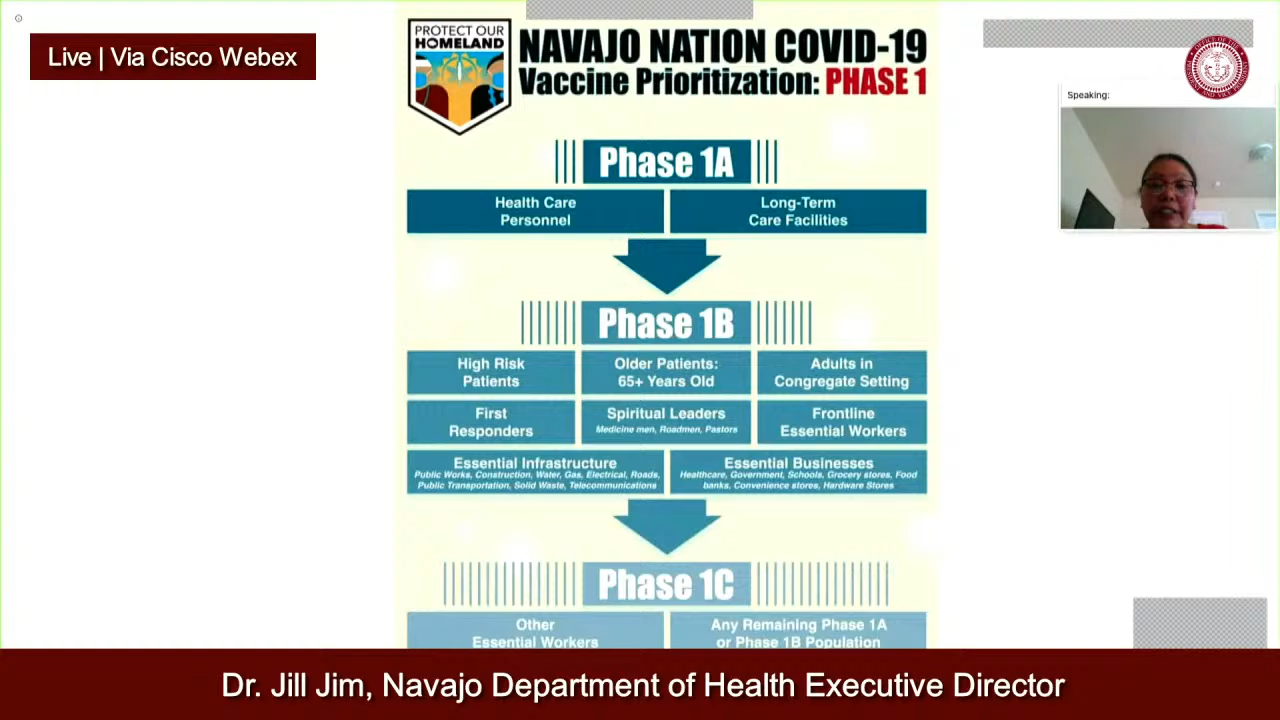 Live | Via Cisco Webex
PROTECT OUR
HOMELAND
NAVAJO NATION COVID-19
Vaccine Prioritization: PHASE 1
Speaking:
Phase 1A
Health Care
Personnel
Long-Term
Care Facilities
Phase 1B
High Risk
Patients
Older Patients:
65+ Years Old
Adults in
Congregate Setting
First
Responders
Spiritual Leaders
Medicine men, Roadmen, Pastors
Frontline
Essential Workers
Essential Infrastructure
Public Works, Construction, Water, Gas, Electrical, Roads,
Public Transportation, Solid Waste, Telecommunications
Essential Businesses
Healthcare, Government, Schools, Grocery stores, Food
banks, Convenience stores, Hardware Stores
Phase 1C
Other
Essential Workers
Any Remaining Phase 1A
or Phase 1B Population
Dr. Jill Jim, Navajo Department of Health Executive Director